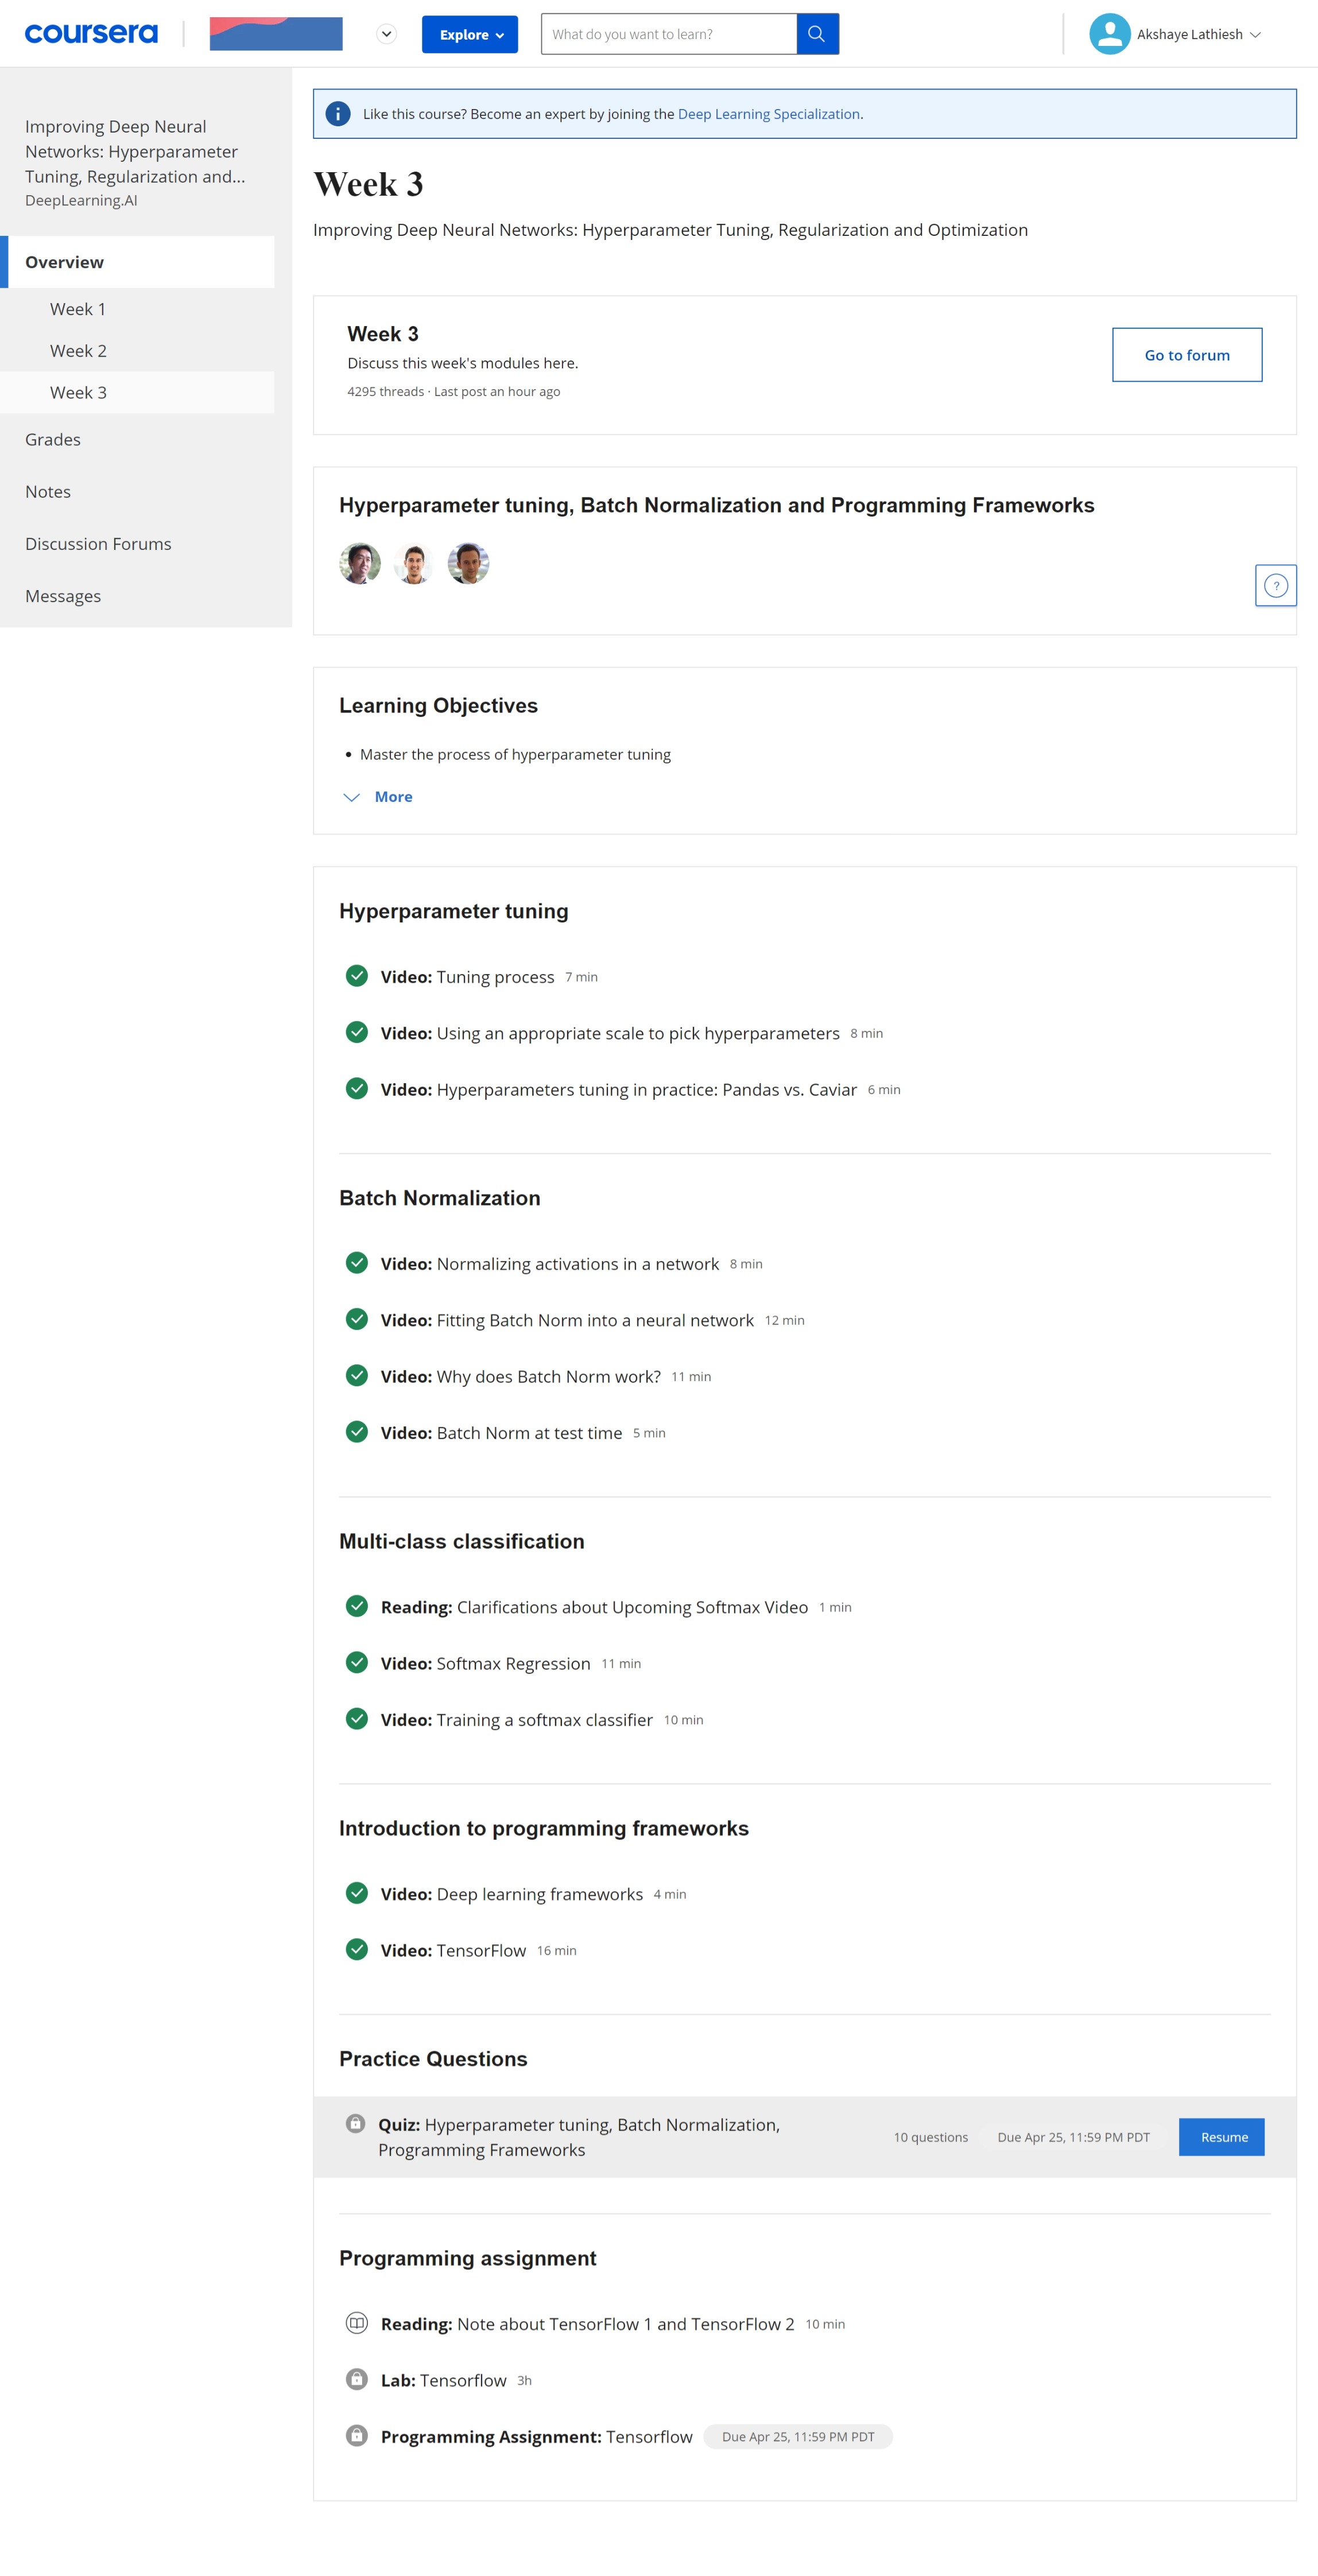 coursera
Explore
What do you want to learn?
Akshaye Lathiesh
Improving Deep Neural
Networks: Hyperparameter
Tuning, Regularization and...
DeepLearning.AI
Overview
Week 1
Week 2
Week 3
Grades
Notes
Discussion Forums
Messages
Like this course? Become an expert by joining the Deep Learning Specialization.
Week 3
Improving Deep Neural Networks: Hyperparameter Tuning, Regularization and Optimization
Week 3
Discuss this week's modules here.
4295 threads · Last post an hour ago
Go to forum
Hyperparameter tuning, Batch Normalization and Programming Frameworks
?
Learning Objectives
• Master the process of hyperparameter tuning
More
Hyperparameter tuning
Video: Tuning process 7 min
Video: Using an appropriate scale to pick hyperparameters 8 min
Video: Hyperparameters tuning in practice: Pandas vs. Caviar 6 min
Batch Normalization
Video: Normalizing activations in a network 8 min
Video: Fitting Batch Norm into a neural network 12 min
Video: Why does Batch Norm work? 11 min
Video: Batch Norm at test time 5 min
Multi-class classification
Reading: Clarifications about Upcoming Softmax Video 1 min
Video: Softmax Regression 11 min
Video: Training a softmax classifier 10 min
Introduction to programming frameworks
Video: Deep learning frameworks 4 min
Video: TensorFlow 16 min
Practice Questions
Quiz: Hyperparameter tuning, Batch Normalization,
Programming Frameworks
10 questions
Due Apr 25, 11:59 PM PDT
Resume
Programming assignment
Reading: Note about TensorFlow 1 and TensorFlow 2 10 min
Lab: Tensorflow 3h
Programming Assignment: Tensorflow Due Apr 25, 11:59 PM PDT